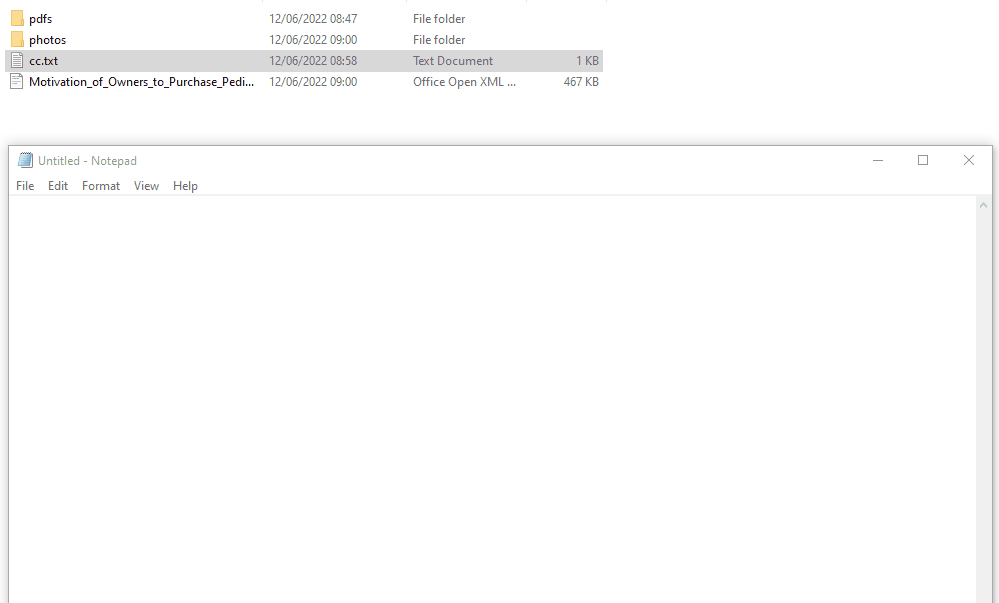 pdfs 12/06/2022 08:47 File folder
photos 12/06/2022 09:00 File folder
cc.txt 12/06/2022 08:58 Text Document 1 KB
Motivation_of_Owners_to_Purchase_Pedi... 12/06/2022 09:00 Office Open XML ... 467 KB
Untitled - Notepad
File Edit Format View Help